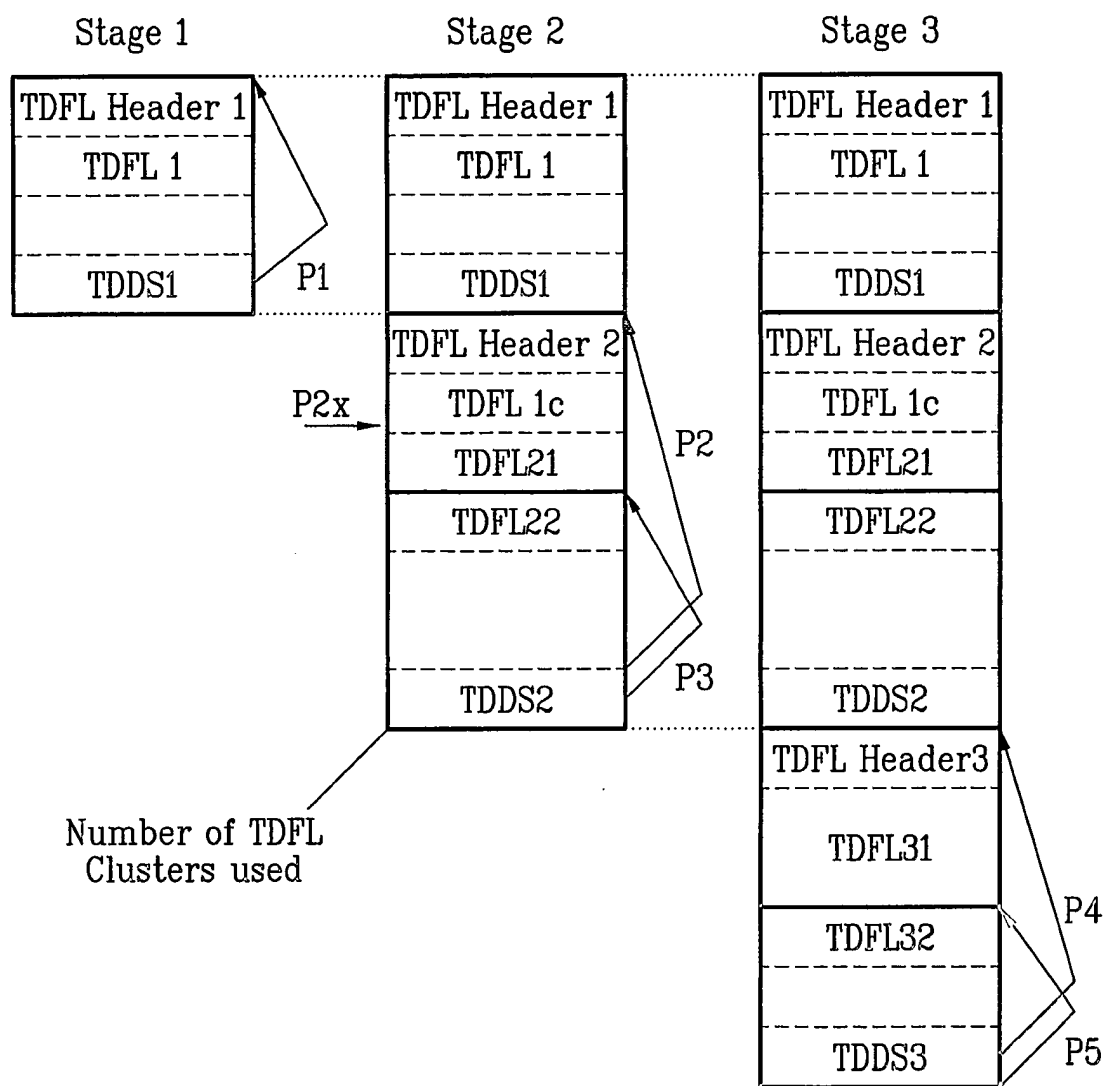 Stage 1
TDFL Header 1
TDFL 1
TDDS1
P1
Stage 2
TDFL Header 1
TDFL 1
TDDS1
TDFL Header 2
P2x
TDFL 1c
TDFL21
P2
TDFL22
P3
TDDS2
Number of TDFL
Clusters used
Stage 3
TDFL Header 1
TDFL 1
TDDS1
TDFL Header 2
TDFL 1c
TDFL21
TDFL22
TDDS2
TDFL Header3
TDFL31
P4
TDFL32
TDDS3
P5